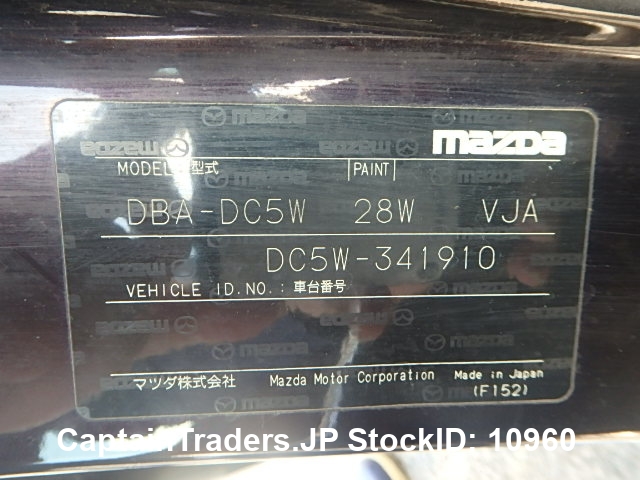 mazda
MODEL 型式 PAINT
DBA-DC5W 28W VJA
DC5W-341910
VEHICLE ID.NO.: 車台番号
マツダ株式会社 Mazda Motor Corporation Made in Japan
(F152)
CaptainTraders.JP StockID: 10960